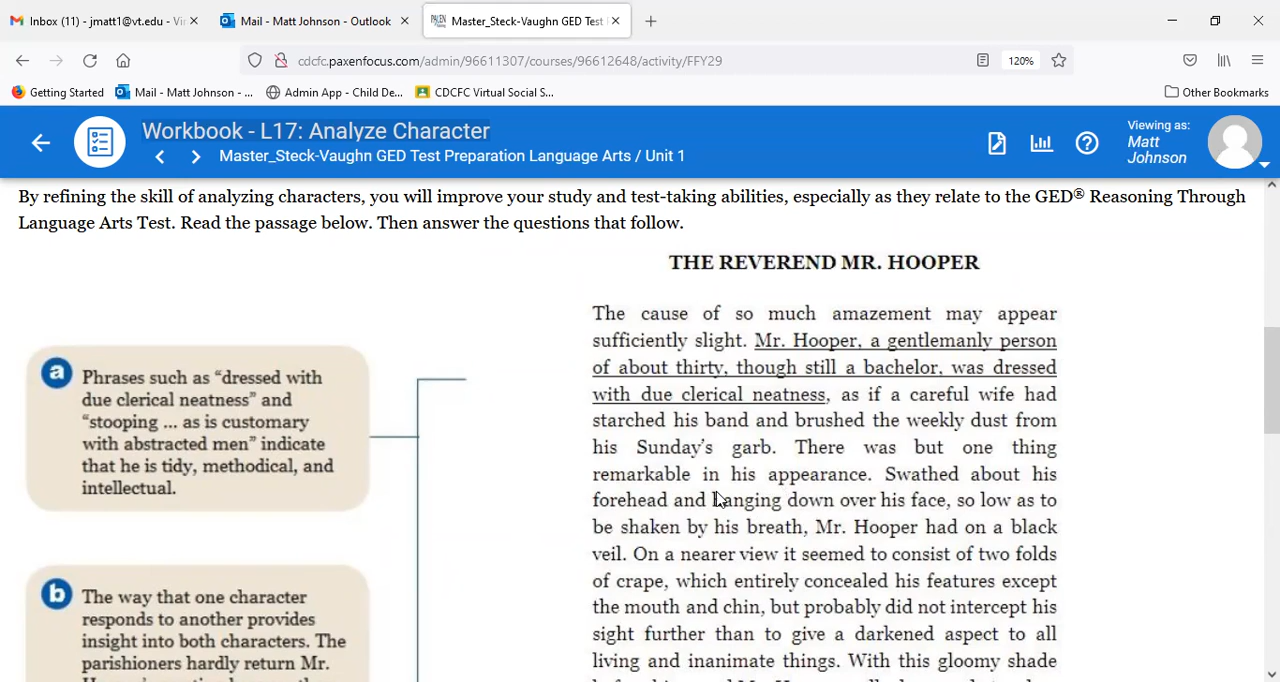 Inbox (11) - jmatt1@vt.edu - Vi
Mail - Matt Johnson - Outlook
Master_Steck-Vaughn GED Test
cdcfc.paxenfocus.com/admin/96611307/courses/96612648/activity/FFY29
120%
Getting Started
Mail - Matt Johnson - ...
Admin App - Child De...
CDCFC Virtual Social S...
Other Bookmarks
Workbook - L17: Analyze Character
Master_Steck-Vaughn GED Test Preparation Language Arts / Unit 1
Viewing as:
Matt
Johnson
By refining the skill of analyzing characters, you will improve your study and test-taking abilities, especially as they relate to the GED® Reasoning Through
Language Arts Test. Read the passage below. Then answer the questions that follow.
a
Phrases such as “dressed with
due clerical neatness” and
“stooping ... as is customary
with abstracted men” indicate
that he is tidy, methodical, and
intellectual.
b
The way that one character
responds to another provides
insight into both characters. The
parishioners hardly return Mr.
THE REVEREND MR. HOOPER
The cause of so much amazement may appear
sufficiently slight. Mr. Hooper, a gentlemanly person
of about thirty, though still a bachelor, was dressed
with due clerical neatness, as if a careful wife had
starched his band and brushed the weekly dust from
his Sunday’s garb. There was but one thing
remarkable in his appearance. Swathed about his
forehead and hanging down over his face, so low as to
be shaken by his breath, Mr. Hooper had on a black
veil. On a nearer view it seemed to consist of two folds
of crape, which entirely concealed his features except
the mouth and chin, but probably did not intercept his
sight further than to give a darkened aspect to all
living and inanimate things. With this gloomy shade